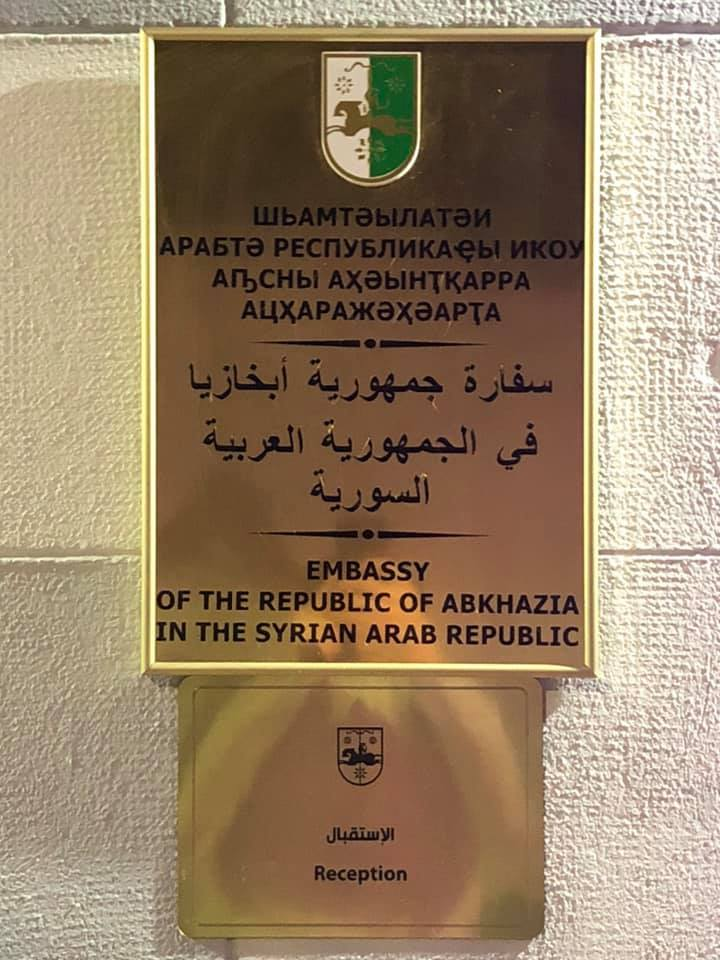 ШЬАМТӘЫЛАТӘИ
АРАБТӘ РЕСПУБЛИКАҾЫ ИКОУ
АԤСНЫ АҲӘЫНҬҚАРРА
АЦҲАРАЖӘҲӘАРҬА
سفارة جمهورية أبخازيا
في الجمهورية العربية
السورية
EMBASSY
OF THE REPUBLIC OF ABKHAZIA
IN THE SYRIAN ARAB REPUBLIC
الإستقبال
Reception